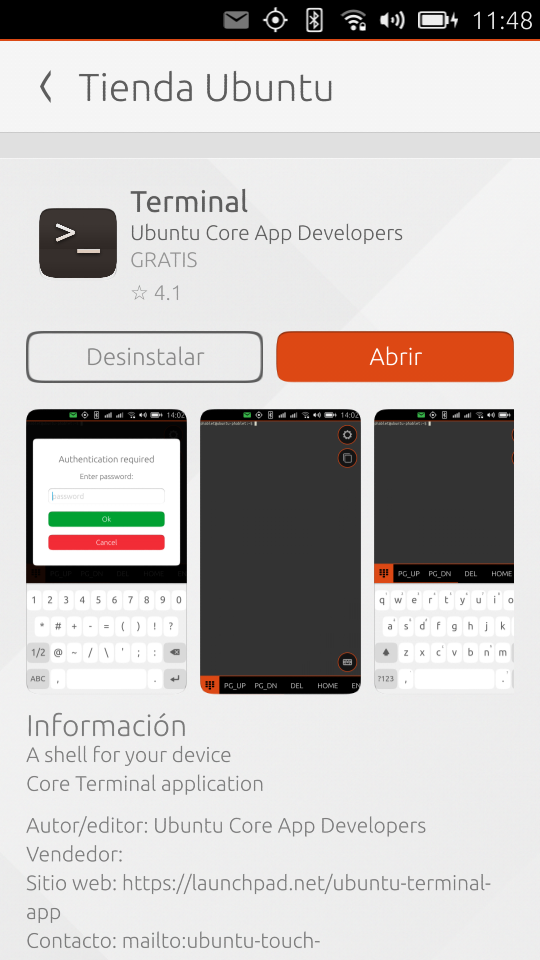 11:48
Tienda Ubuntu
Terminal
Ubuntu Core App Developers
GRATIS
☆ 4.1
Desinstalar
Abrir
14:02
Authentication required
Enter password:
password
Ok
Cancel
1 2 3 4 5 6 7 8 9 0
* # + - = ( ) ! ?
1/2 @ ~ / \ ' ; :
ABC , .
14:02
PG_UP PG_DN DEL HOME EN
PG_UP PG_DN DEL HOME
q w e r t y u i o
a s d f g h j k
z x c v b n m
?123 , .
Información
A shell for your device
Core Terminal application
Autor/editor: Ubuntu Core App Developers
Vendedor:
Sitio web: https://launchpad.net/ubuntu-terminal-
app
Contacto: mailto:ubuntu-touch-